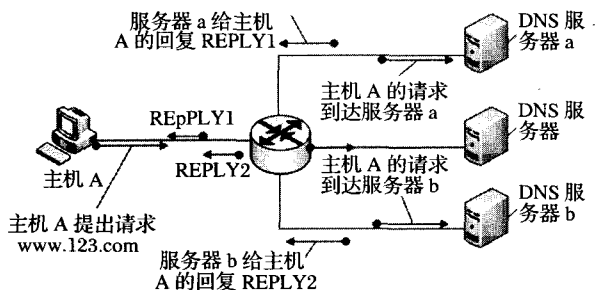 服务器 a 给主机
A 的回复 REPLY1
DNS 服
务器 a
主机 A 的请求
到达服务器 a
REpPLY1
REPLY2
主机 A
主机 A 提出请求
www.123.com
DNS 服
务器
主机 A 的请求
到达服务器 b
DNS 服
务器 b
服务器 b 给主机
A 的回复 REPLY2